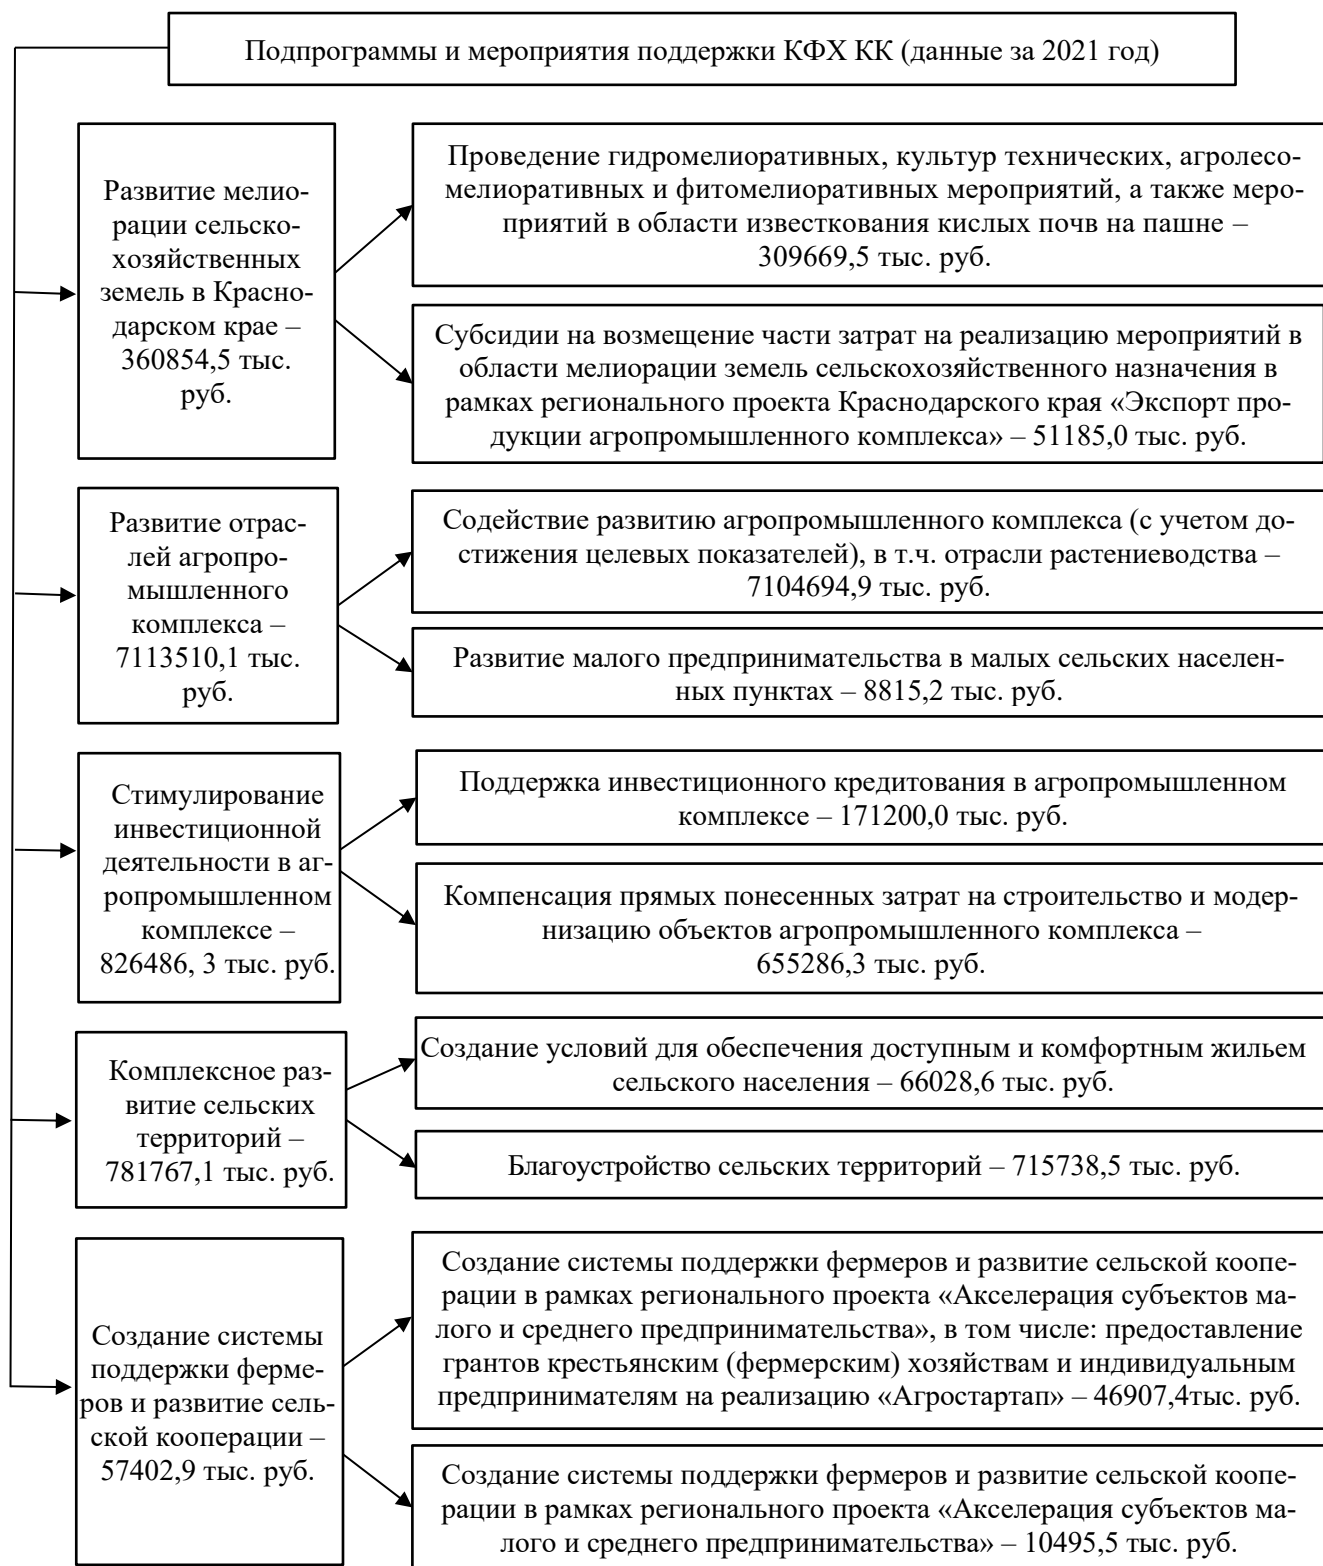 Подпрограммы и мероприятия поддержки КФХ КК (данные за 2021 год)
Развитие мелио-
рации сельско-
хозяйственных
земель в Красно-
дарском крае –
360854,5 тыс.
руб.
Проведение гидромелиоративных, культур технических, агролесо-
мелиоративных и фитомелиоративных мероприятий, а также меро-
приятий в области известкования кислых почв на пашне –
309669,5 тыс. руб.
Субсидии на возмещение части затрат на реализацию мероприятий в
области мелиорации земель сельскохозяйственного назначения в
рамках регионального проекта Краснодарского края «Экспорт про-
дукции агропромышленного комплекса» – 51185,0 тыс. руб.
Развитие отрас-
лей агропро-
мышленного
комплекса –
7113510,1 тыс.
руб.
Содействие развитию агропромышленного комплекса (с учетом до-
стижения целевых показателей), в т.ч. отрасли растениеводства –
7104694,9 тыс. руб.
Развитие малого предпринимательства в малых сельских населен-
ных пунктах – 8815,2 тыс. руб.
Стимулирование
инвестиционной
деятельности в аг-
ропромышленном
комплексе –
826486, 3 тыс. руб.
Поддержка инвестиционного кредитования в агропромышленном
комплексе – 171200,0 тыс. руб.
Компенсация прямых понесенных затрат на строительство и модер-
низацию объектов агропромышленного комплекса –
655286,3 тыс. руб.
Комплексное раз-
витие сельских
территорий –
781767,1 тыс. руб.
Создание условий для обеспечения доступным и комфортным жильем
сельского населения – 66028,6 тыс. руб.
Благоустройство сельских территорий – 715738,5 тыс. руб.
Создание системы
поддержки ферме-
ров и развитие сель-
ской кооперации –
57402,9 тыс. руб.
Создание системы поддержки фермеров и развитие сельской коопе-
рации в рамках регионального проекта «Акселерация субъектов ма-
лого и среднего предпринимательства», в том числе: предоставление
грантов крестьянским (фермерским) хозяйствам и индивидуальным
предпринимателям на реализацию «Агростартап» – 46907,4тыс. руб.
Создание системы поддержки фермеров и развитие сельской коопе-
рации в рамках регионального проекта «Акселерация субъектов ма-
лого и среднего предпринимательства» – 10495,5 тыс. руб.